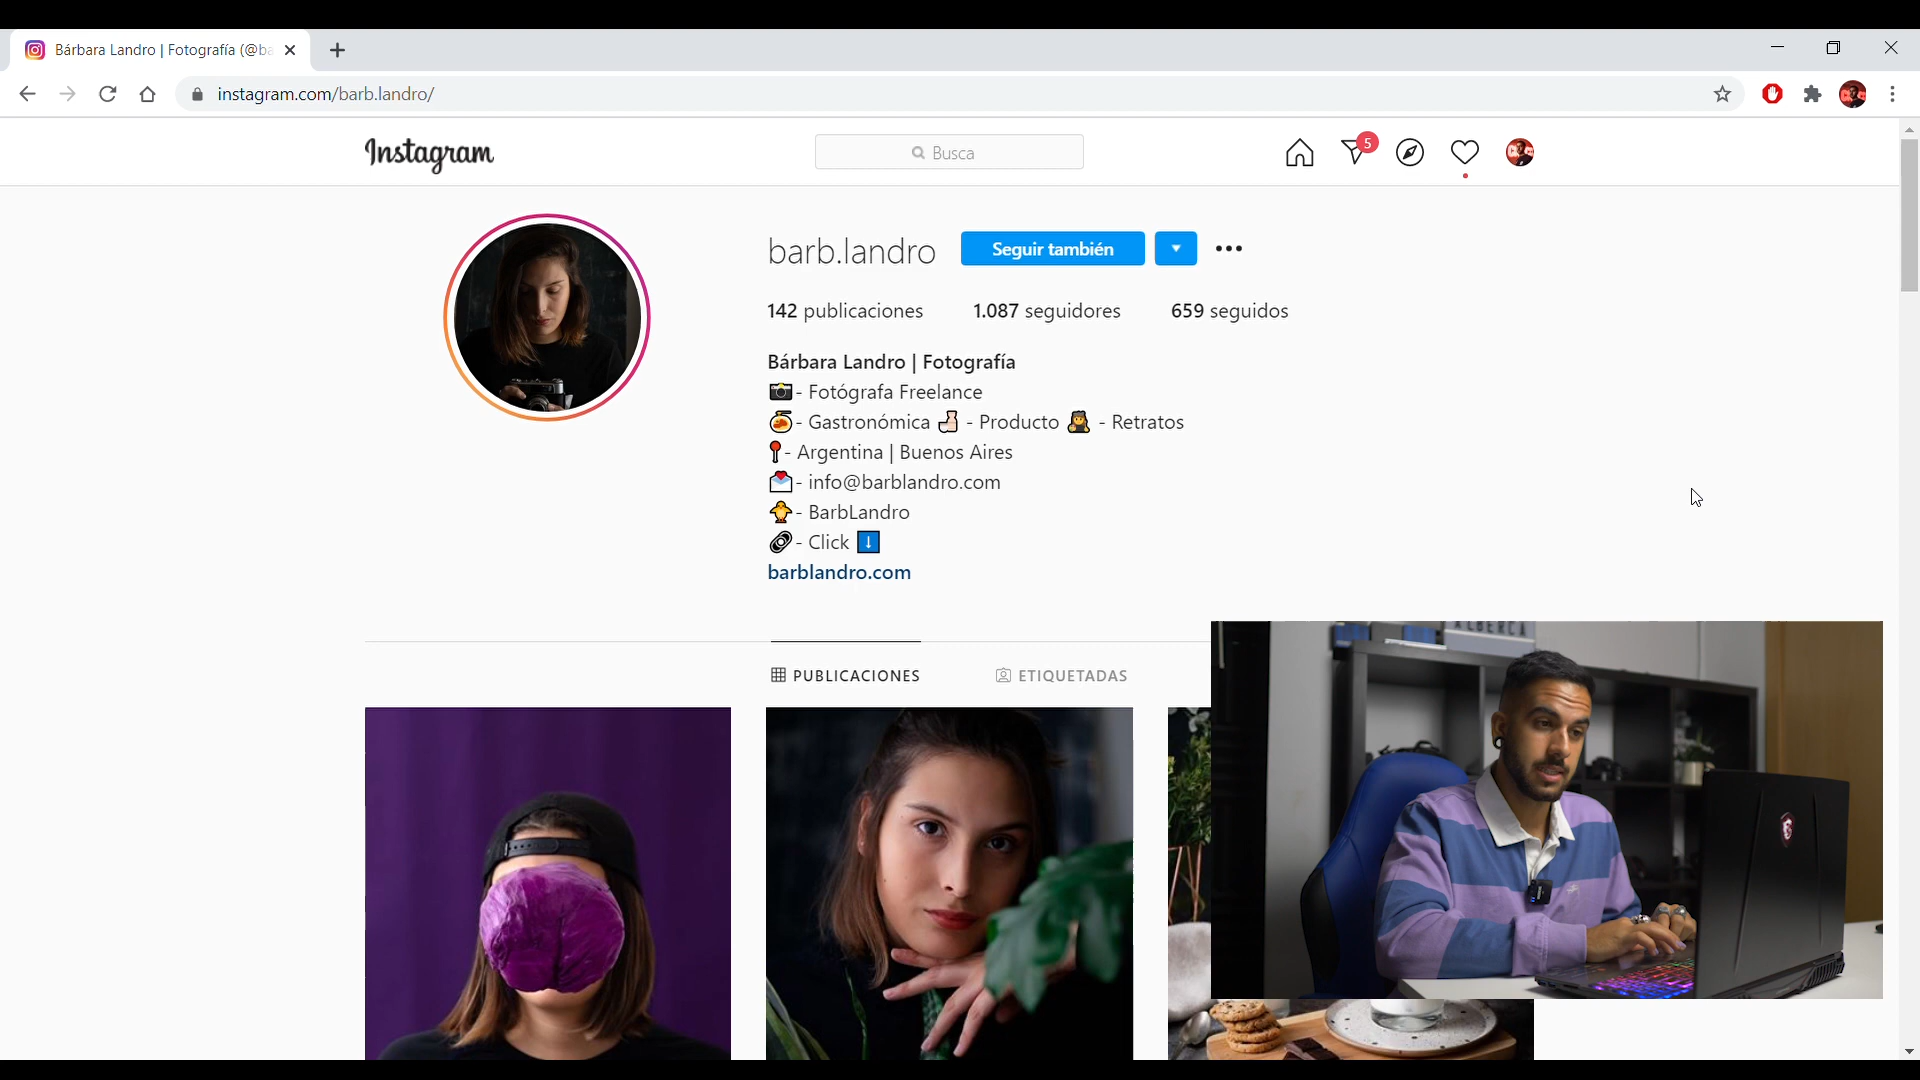 Bárbara Landro | Fotografía (@ba
instagram.com/barb.landro/
Instagram
Busca
5
barb.landro
Seguir también
142 publicaciones 1.087 seguidores 659 seguidos
Bárbara Landro | Fotografía
📷- Fotógrafa Freelance
🍳- Gastronómica - Producto - Retratos
📍- Argentina | Buenos Aires
💌- info@barblandro.com
🐥- BarbLandro
🔗- Click ⬇️
barblandro.com
PUBLICACIONES
ETIQUETADAS
ALBERCA